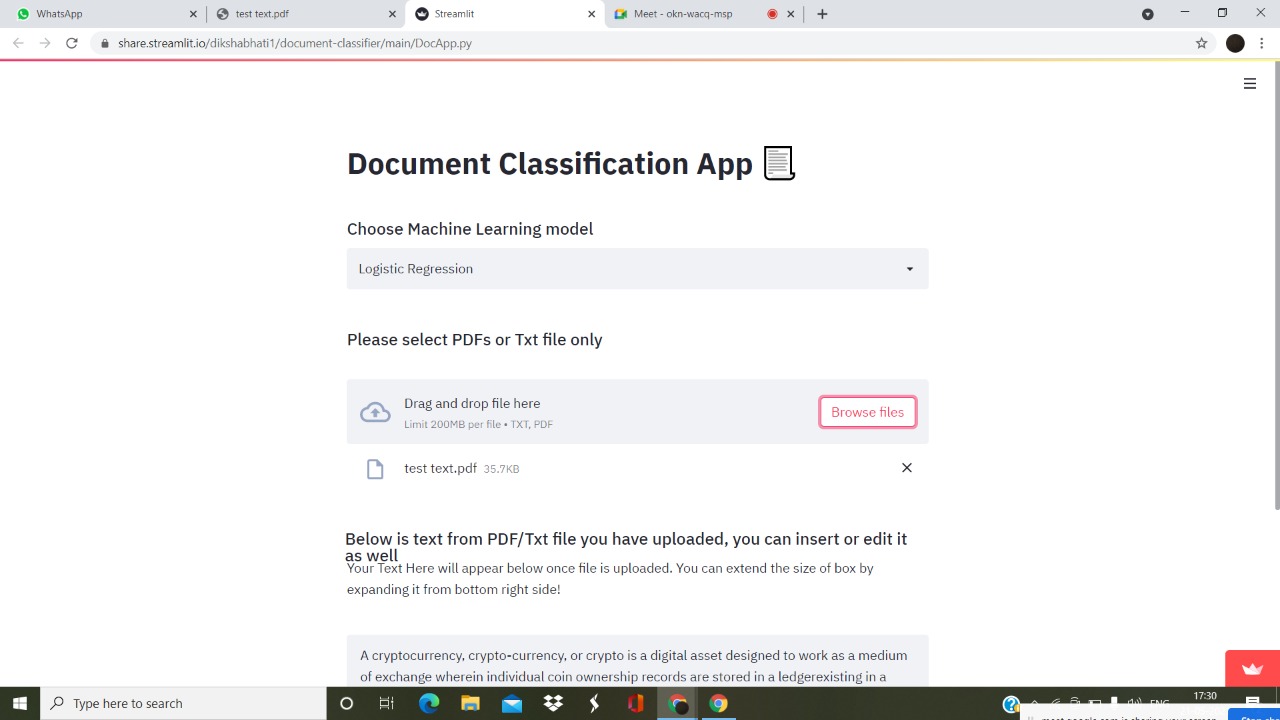 WhatsApp
test text.pdf
Streamlit
Meet - okn-wacq-msp
share.streamlit.io/dikshabhati1/document-classifier/main/DocApp.py
Document Classification App
Choose Machine Learning model
Logistic Regression
Please select PDFs or Txt file only
Drag and drop file here
Limit 200MB per file • TXT, PDF
Browse files
test text.pdf 35.7KB
Below is text from PDF/Txt file you have uploaded, you can insert or edit it
as well
Your Text Here will appear below once file is uploaded. You can extend the size of box by
expanding it from bottom right side!
A cryptocurrency, crypto-currency, or crypto is a digital asset designed to work as a medium
of exchange wherein individual coin ownership records are stored in a ledgerexisting in a
Type here to search
ENG
17:30
meet.google.com is sharing your screen.